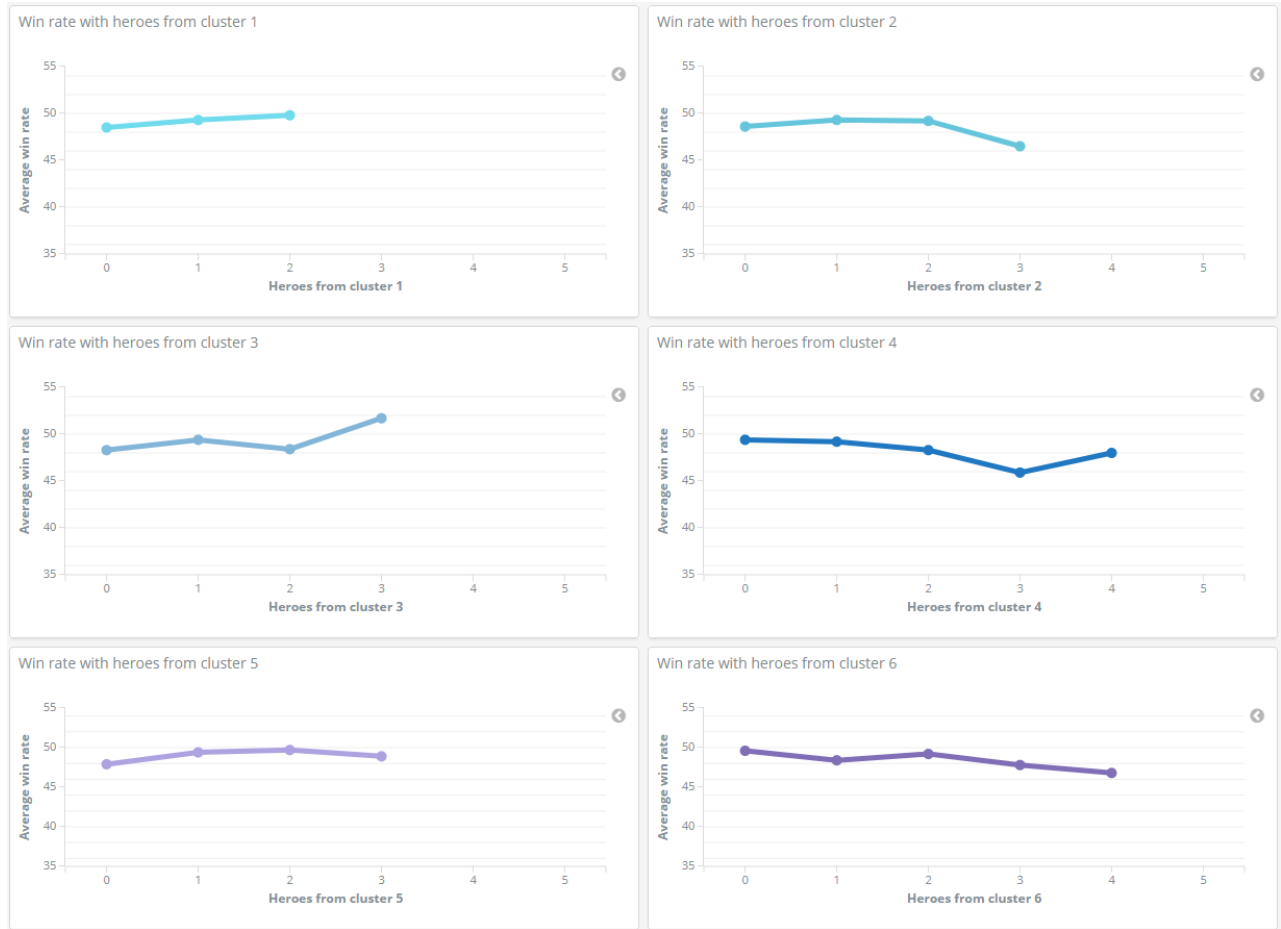 Win rate with heroes from cluster 1
55
50
45
40
35
Average win rate
0 1 2 3 4 5
Heroes from cluster 1
Win rate with heroes from cluster 2
55
50
45
40
35
Average win rate
0 1 2 3 4 5
Heroes from cluster 2
Win rate with heroes from cluster 3
55
50
45
40
35
Average win rate
0 1 2 3 4 5
Heroes from cluster 3
Win rate with heroes from cluster 4
55
50
45
40
35
Average win rate
0 1 2 3 4 5
Heroes from cluster 4
Win rate with heroes from cluster 5
55
50
45
40
35
Average win rate
0 1 2 3 4 5
Heroes from cluster 5
Win rate with heroes from cluster 6
55
50
45
40
35
Average win rate
0 1 2 3 4 5
Heroes from cluster 6